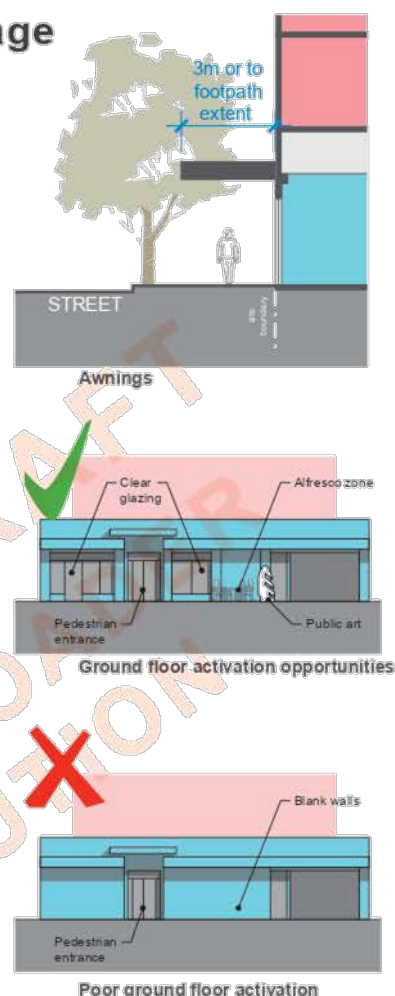 3m or to
footpath
extent
STREET
site
boundary
Awnings
Clear
glazing
Alfresco zone
Pedestrian
entrance
Public art
Ground floor activation opportunities
Blank walls
Pedestrian
entrance
Poor ground floor activation